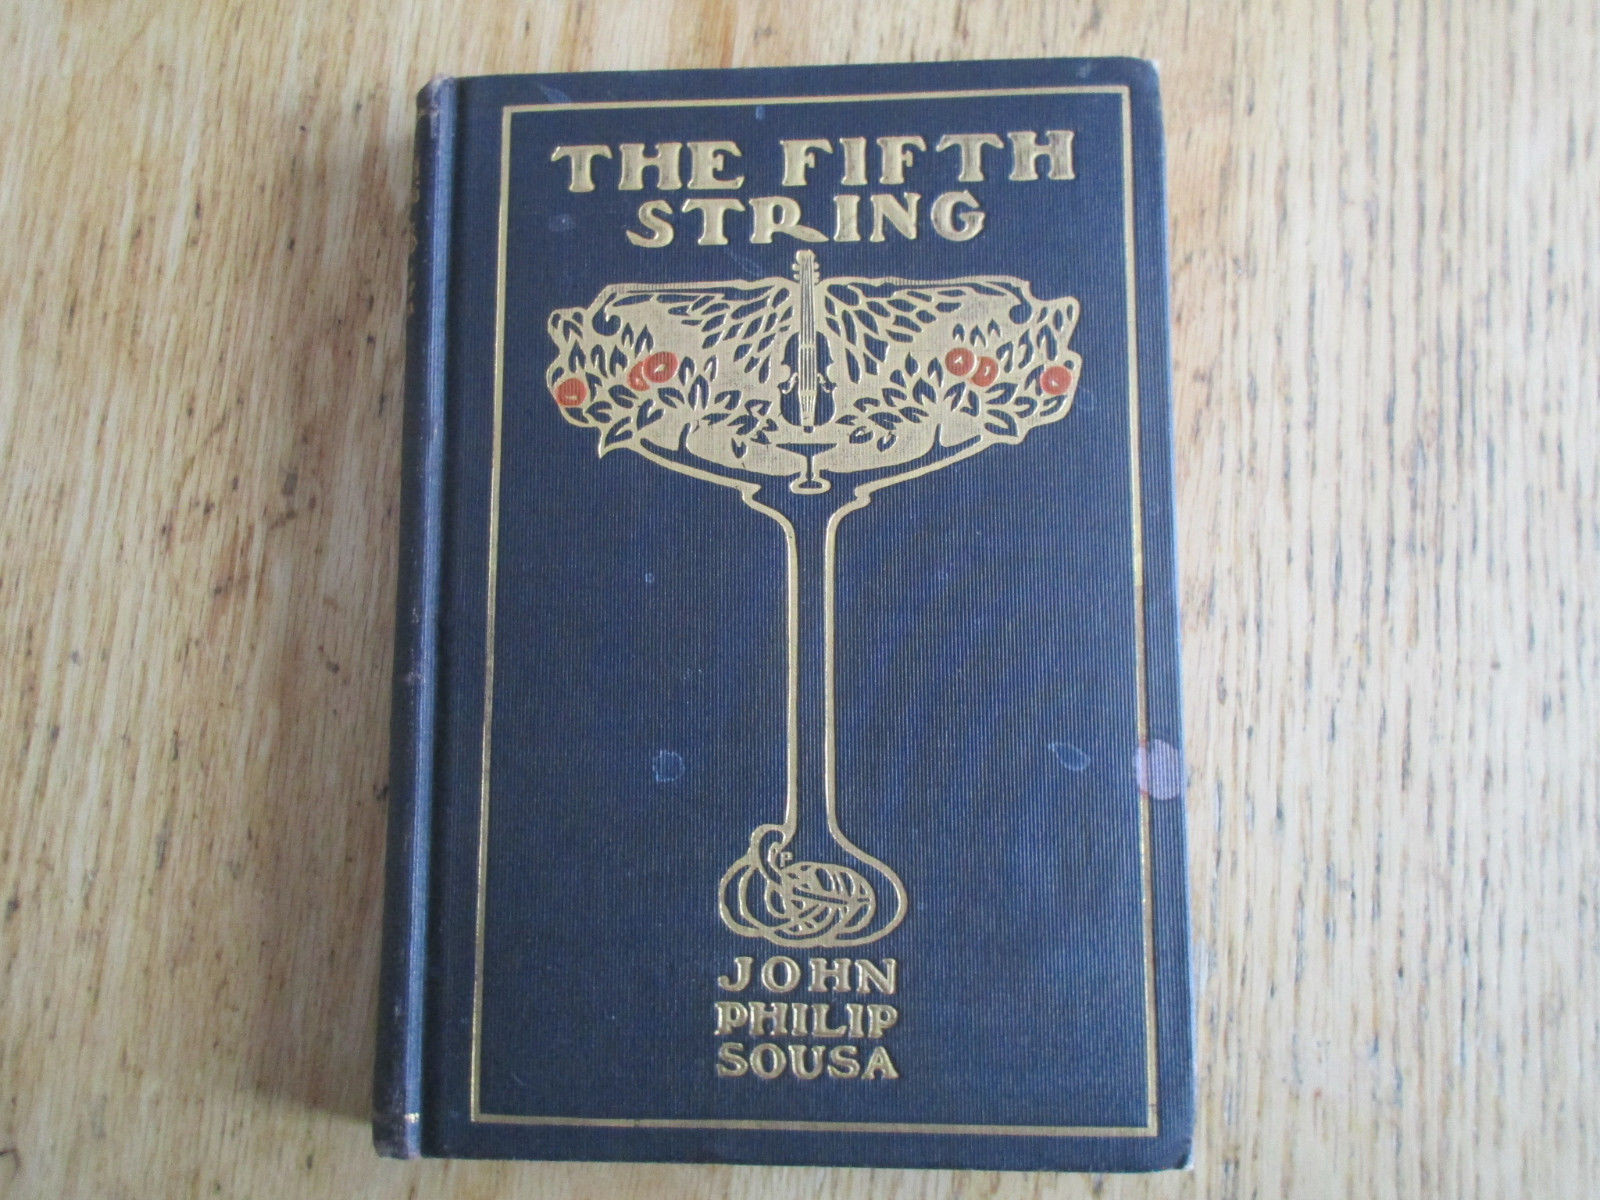 THE FIFTH
STRING
JOHN
PHILIP
SOUSA